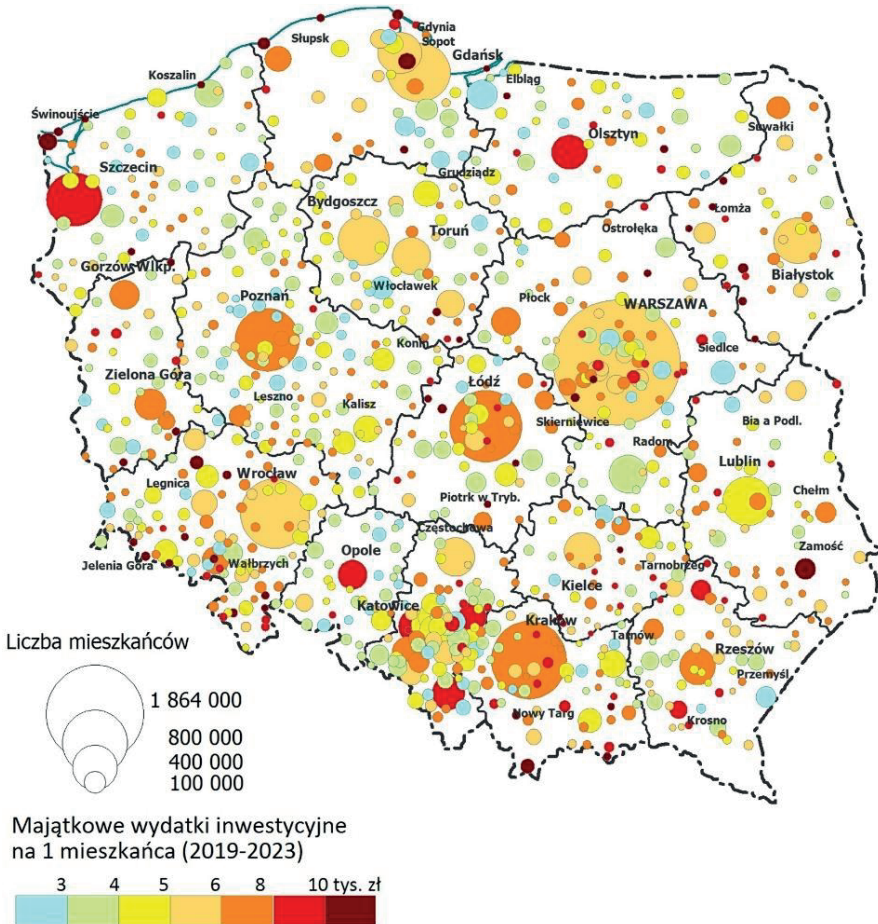 Gdynia
Sopot
Słupsk
Gdańsk
Koszalin
Elbląg
Świnoujście
Suwałki
Olsztyn
Szczecin
Grudziądz
Bydgoszcz
Łomża
Toruń
Ostrołęka
Białystok
Gorzów Wlkp.
Włocławek
Poznań
Płock
WARSZAWA
Konin
Siedlce
Zielona Góra
Łódź
Leszno
Kalisz
Skierniewice
Bia a Podl.
Radom
Lublin
Legnica
Wrocław
Piotrk w Tryb.
Chełm
Częstochowa
Opole
Zamość
Jelenia Góra
Wałbrzych
Kielce
Tarnobrzeg
Katowice
Kraków
Tarnów
Rzeszów
Przemyśl
Nowy Targ
Krosno
Liczba mieszkańców
1 864 000
800 000
400 000
100 000
Majątkowe wydatki inwestycyjne
na 1 mieszkańca (2019-2023)
3 4 5 6 8 10 tys. zł